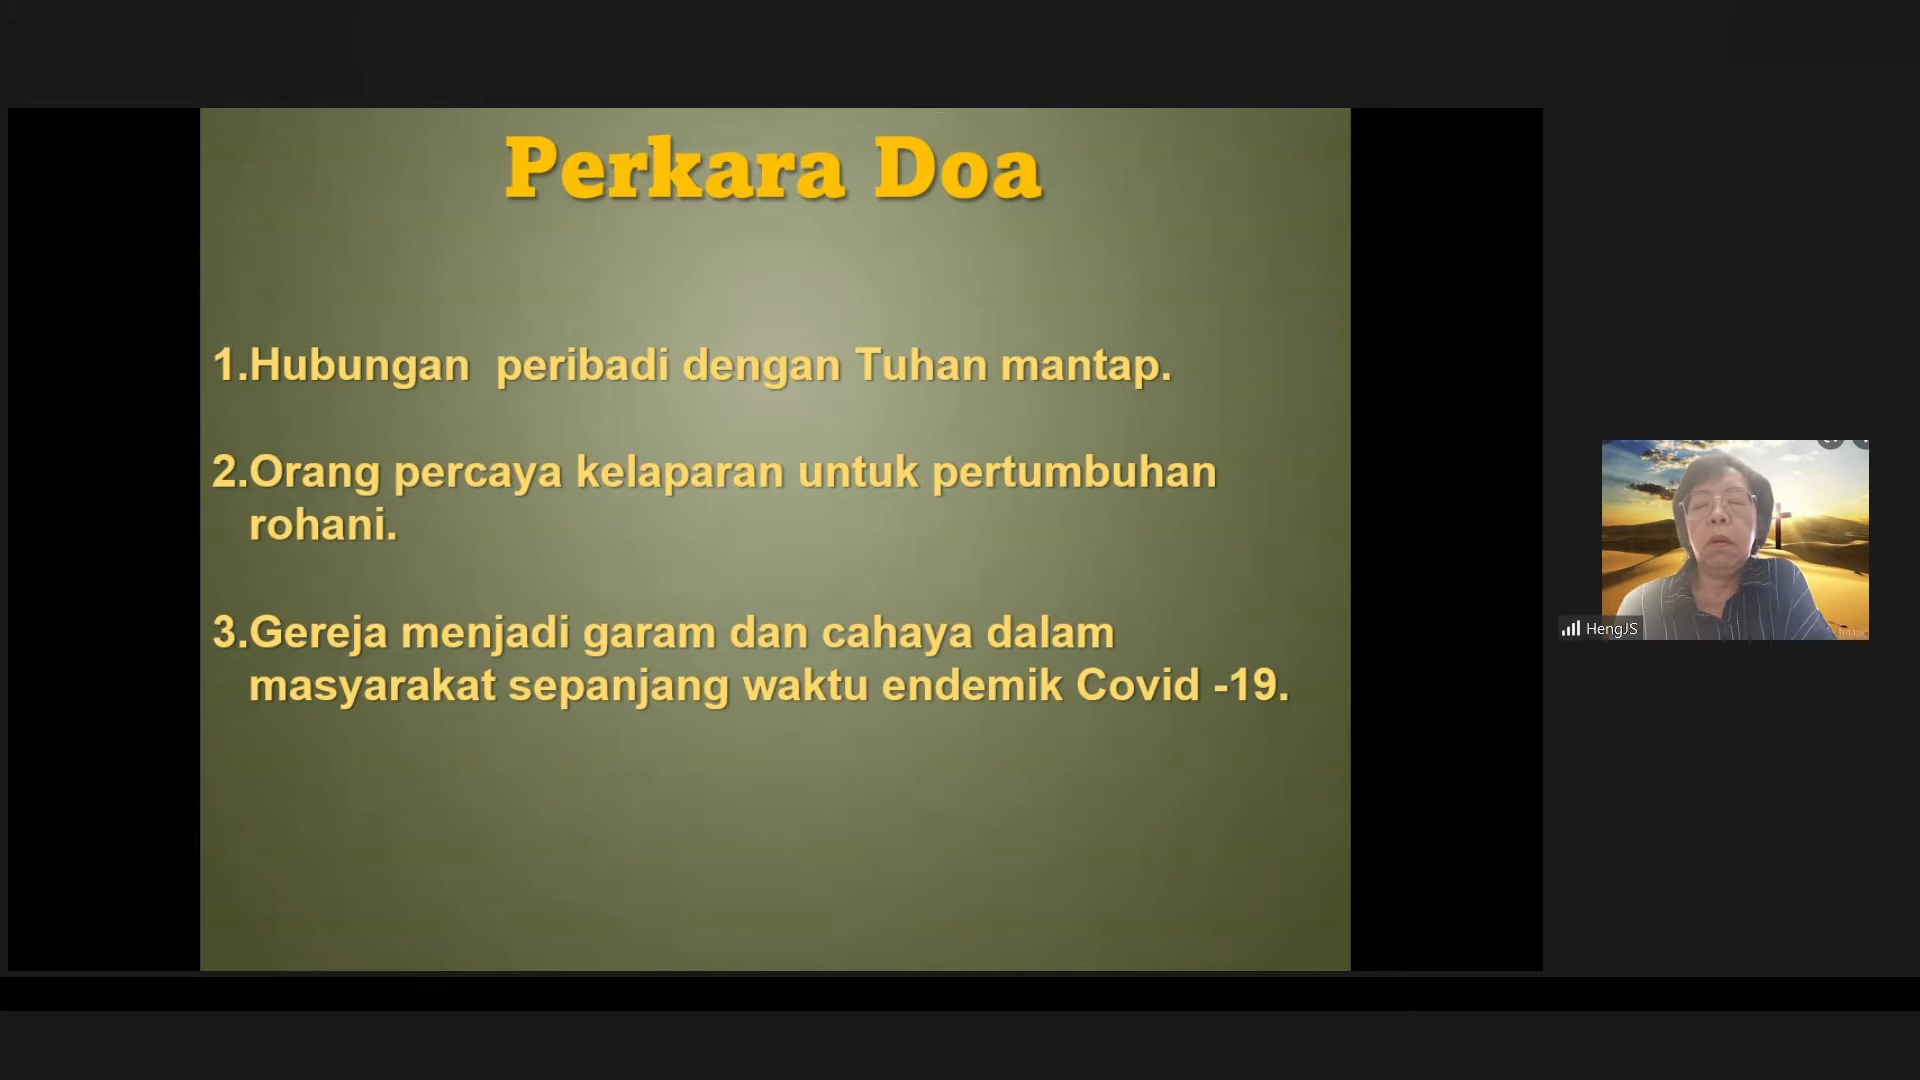 Perkara Doa
1.Hubungan  peribadi dengan Tuhan mantap.
2.Orang percaya kelaparan untuk pertumbuhan
rohani.
3.Gereja menjadi garam dan cahaya dalam
masyarakat sepanjang waktu endemik Covid -19.
HengJS